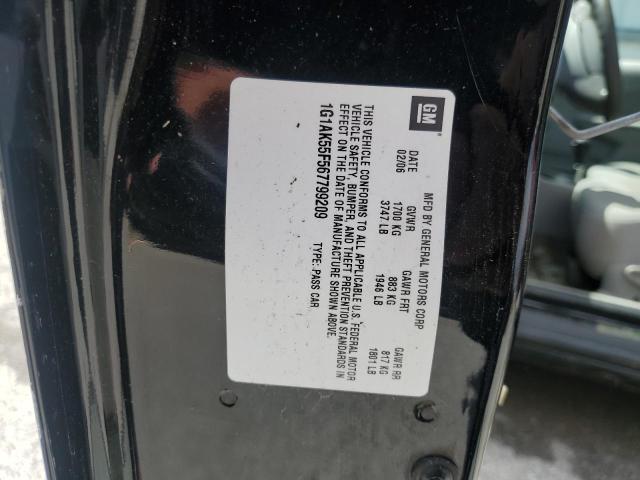 GM
MFD BY GENERAL MOTORS CORP
DATE GVWR GAWR FRT GAWR RR
02/06 1700 KG 883 KG 817 KG
3747 LB 1946 LB 1801 LB
THIS VEHICLE CONFORMS TO ALL APPLICABLE U.S. FEDERAL MOTOR
VEHICLE SAFETY, BUMPER, AND THEFT PREVENTION STANDARDS IN
EFFECT ON THE DATE OF MANUFACTURE SHOWN ABOVE.
1G1AK55F567799209 TYPE: PASS CAR